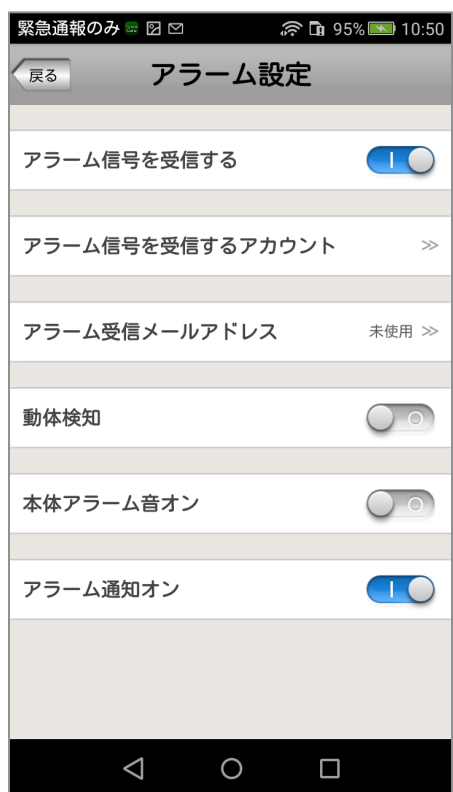 緊急通報のみ 95% 10:50
戻る アラーム設定
アラーム信号を受信する
アラーム信号を受信するアカウント >>
アラーム受信メールアドレス 未使用 >>
動体検知
本体アラーム音オン
アラーム通知オン